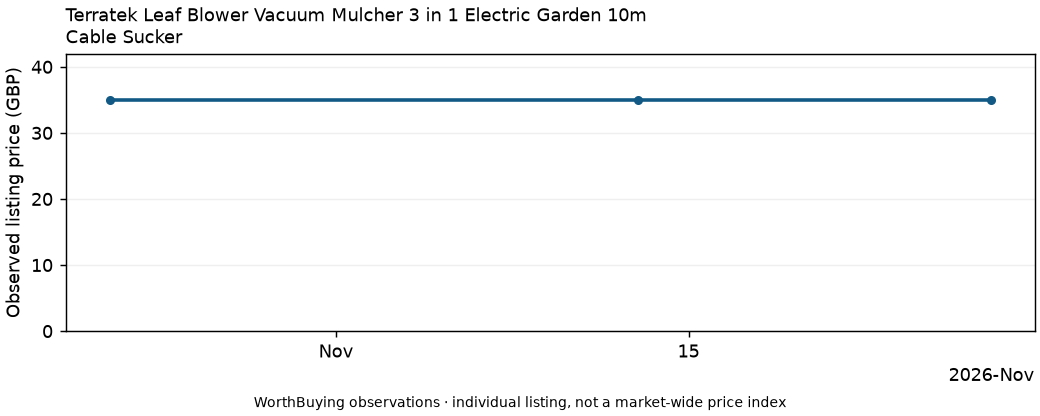 Terratek Leaf Blower Vacuum Mulcher 3 in 1 Electric Garden 10m
Cable Sucker
Observed listing price (GBP)
40
30
20
10
0
Nov
15
2026-Nov
WorthBuying observations · individual listing, not a market-wide price index